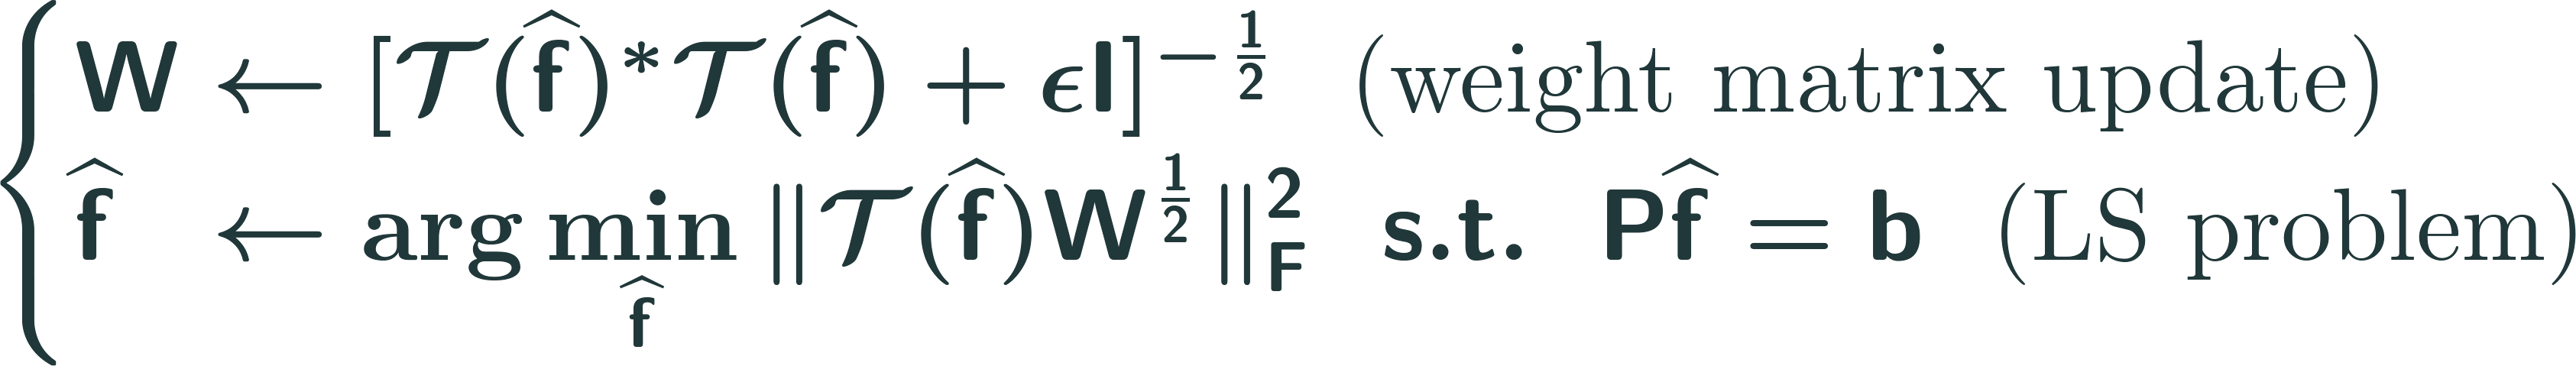 W ← [𝒯(f̂)*𝒯(f̂) + ϵI]^{-1/2} (weight matrix update)
f̂ ← arg min_{f̂} ‖𝒯(f̂)W^{1/2}‖_F^2 s.t. Pf̂ = b (LS problem)